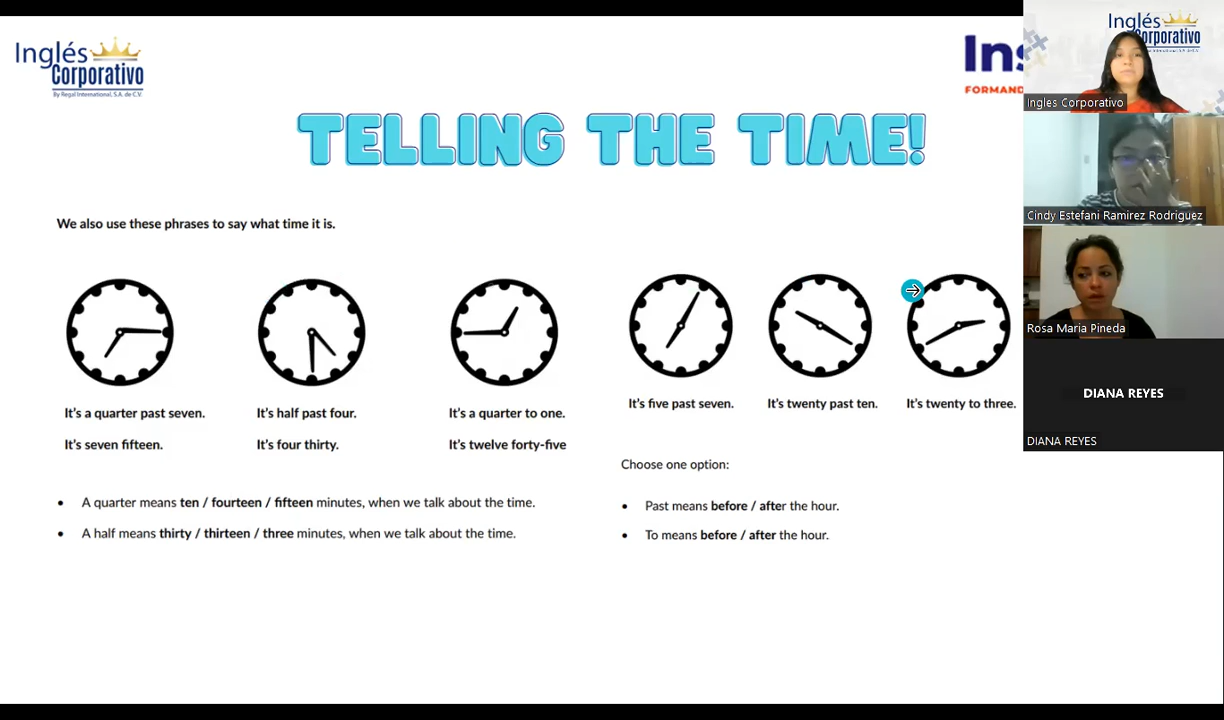 Inglés
Corporativo
By Regal International, S.A. de C.V.
Ins
FORMAND
TELLING THE TIME!
We also use these phrases to say what time it is.
It's a quarter past seven.
It's seven fifteen.
It's half past four.
It's four thirty.
It's a quarter to one.
It's twelve forty-five
It's five past seven.
It's twenty past ten.
It's twenty to three.
• A quarter means ten / fourteen / fifteen minutes, when we talk about the time.
• A half means thirty / thirteen / three minutes, when we talk about the time.
Choose one option:
• Past means before / after the hour.
• To means before / after the hour.
Inglés
Corporativo
Ingles Corporativo
Cindy Estefani Ramirez Rodriguez
Rosa Maria Pineda
DIANA REYES
DIANA REYES